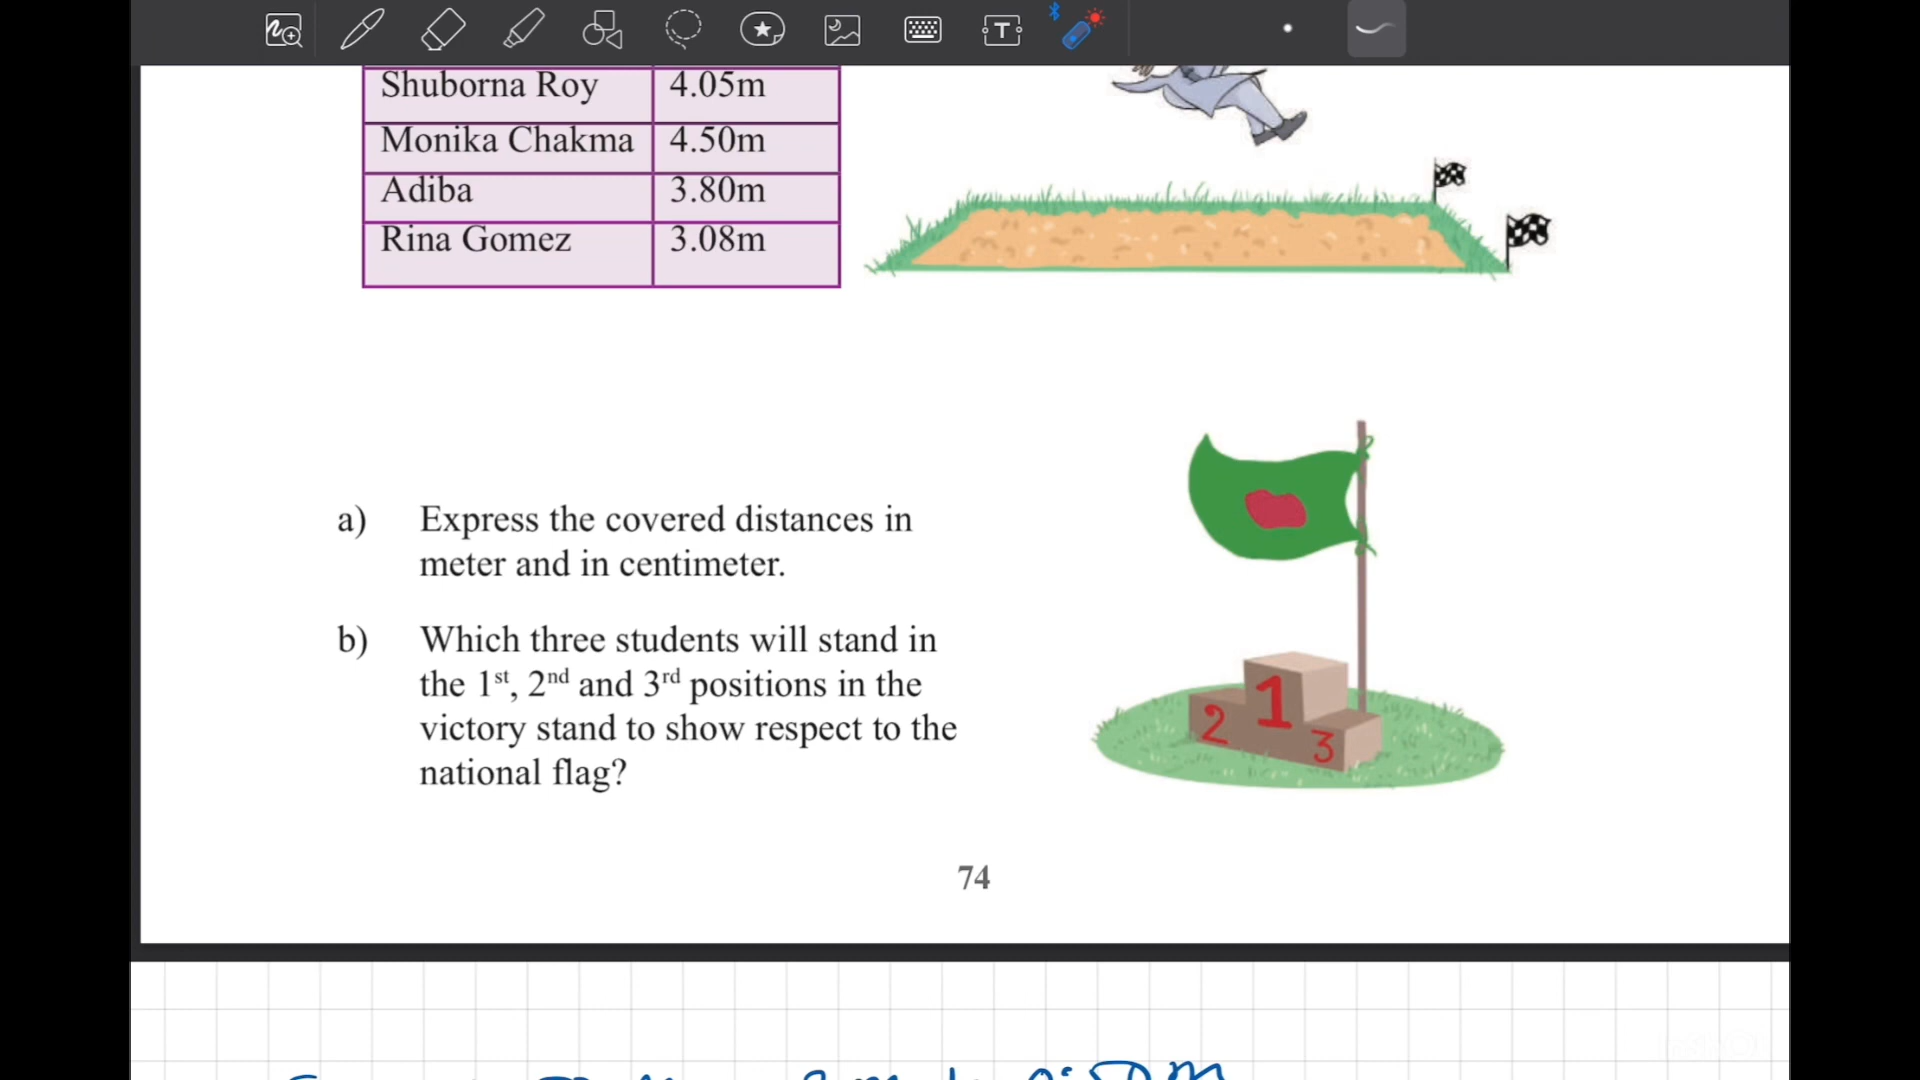 Shuborna Roy 4.05m
Monika Chakma 4.50m
Adiba 3.80m
Rina Gomez 3.08m
a) Express the covered distances in
meter and in centimeter.
b) Which three students will stand in
the 1st, 2nd and 3rd positions in the
victory stand to show respect to the
national flag?
1
2
3
74